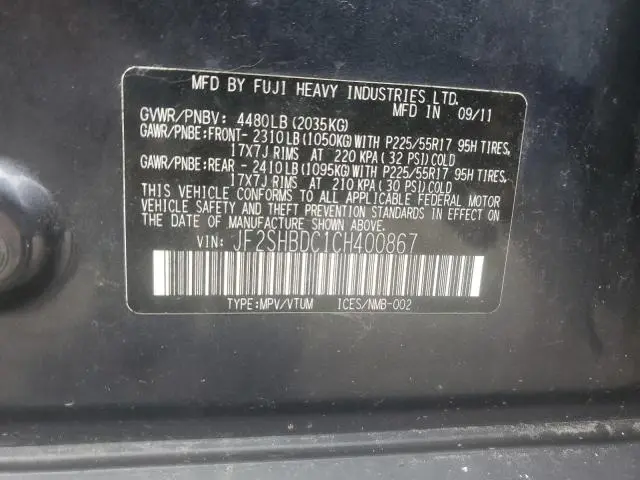 MFD BY FUJI HEAVY INDUSTRIES LTD.
MFD IN 09/11
GVWR/PNBV: 4480LB (2035KG)
GAWR/PNBE:FRONT- 2310LB (1050KG) WITH P225/55R17 95H TIRES,
17X7J RIMS AT 220 KPA ( 32 PSI) COLD
GAWR/PNBE:REAR - 2410LB (1095KG) WITH P225/55R17 95H TIRES,
17X7J RIMS AT 210 KPA ( 30 PSI) COLD
THIS VEHICLE CONFORMS TO ALL APPLICABLE FEDERAL MOTOR
VEHICLE SAFETY AND THEFT PREVENTION STANDARDS IN EFFECT
ON THE DATE OF MANUFACTURE SHOWN ABOVE.
VIN: JF2SHBDC1CH400867
TYPE:MPV/VTUM ICES/NMB-002